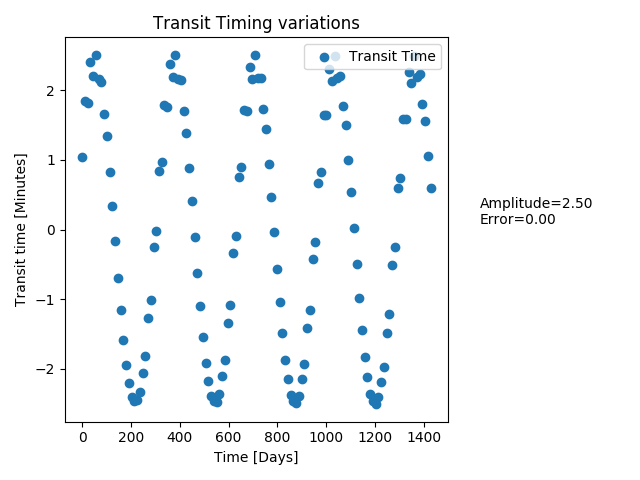 Transit Timing variations
Transit Time
2
1
0
−1
−2
Transit time [Minutes]
0 200 400 600 800 1000 1200 1400
Time [Days]
Amplitude=2.50
Error=0.00